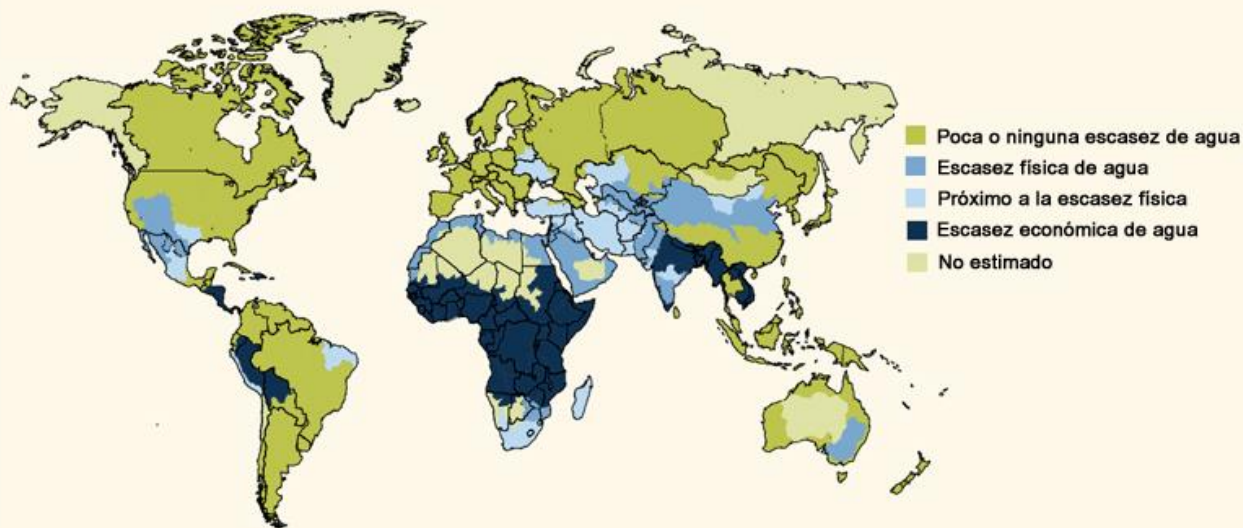 Poca o ninguna escasez de agua
Escasez física de agua
Próximo a la escasez física
Escasez económica de agua
No estimado